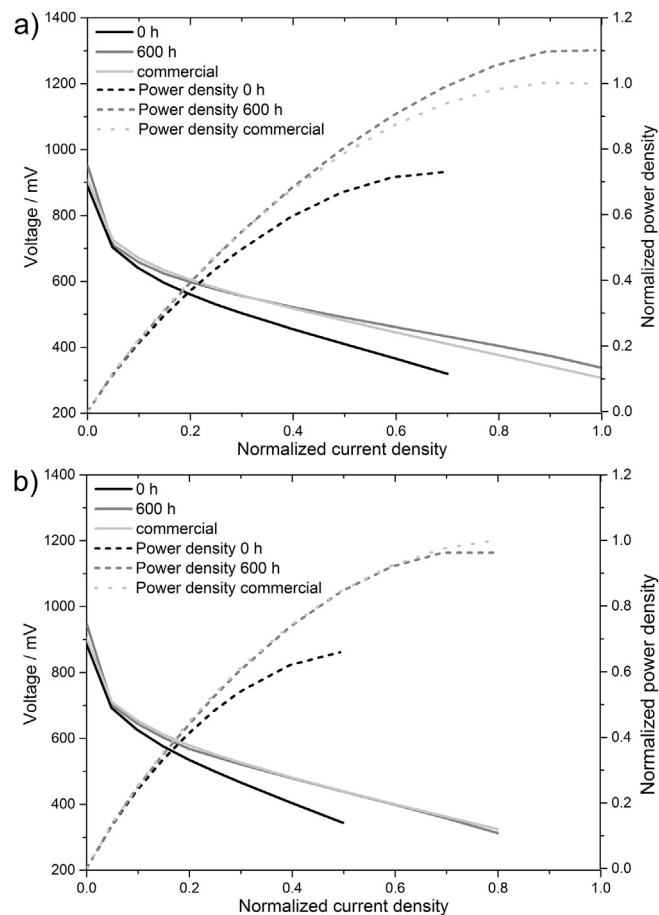 a)
1400
1200
1000
800
600
400
200
Voltage / mV
0 h
600 h
commercial
Power density 0 h
Power density 600 h
Power density commercial
1.2
1.0
0.8
0.6
0.4
0.2
0.0
Normalized power density
0.0 0.2 0.4 0.6 0.8 1.0
Normalized current density
b)
1400
1200
1000
800
600
400
200
Voltage / mV
0 h
600 h
commercial
Power density 0 h
Power density 600 h
Power density commercial
1.2
1.0
0.8
0.6
0.4
0.2
0.0
Normalized power density
0.0 0.2 0.4 0.6 0.8 1.0
Normalized current density